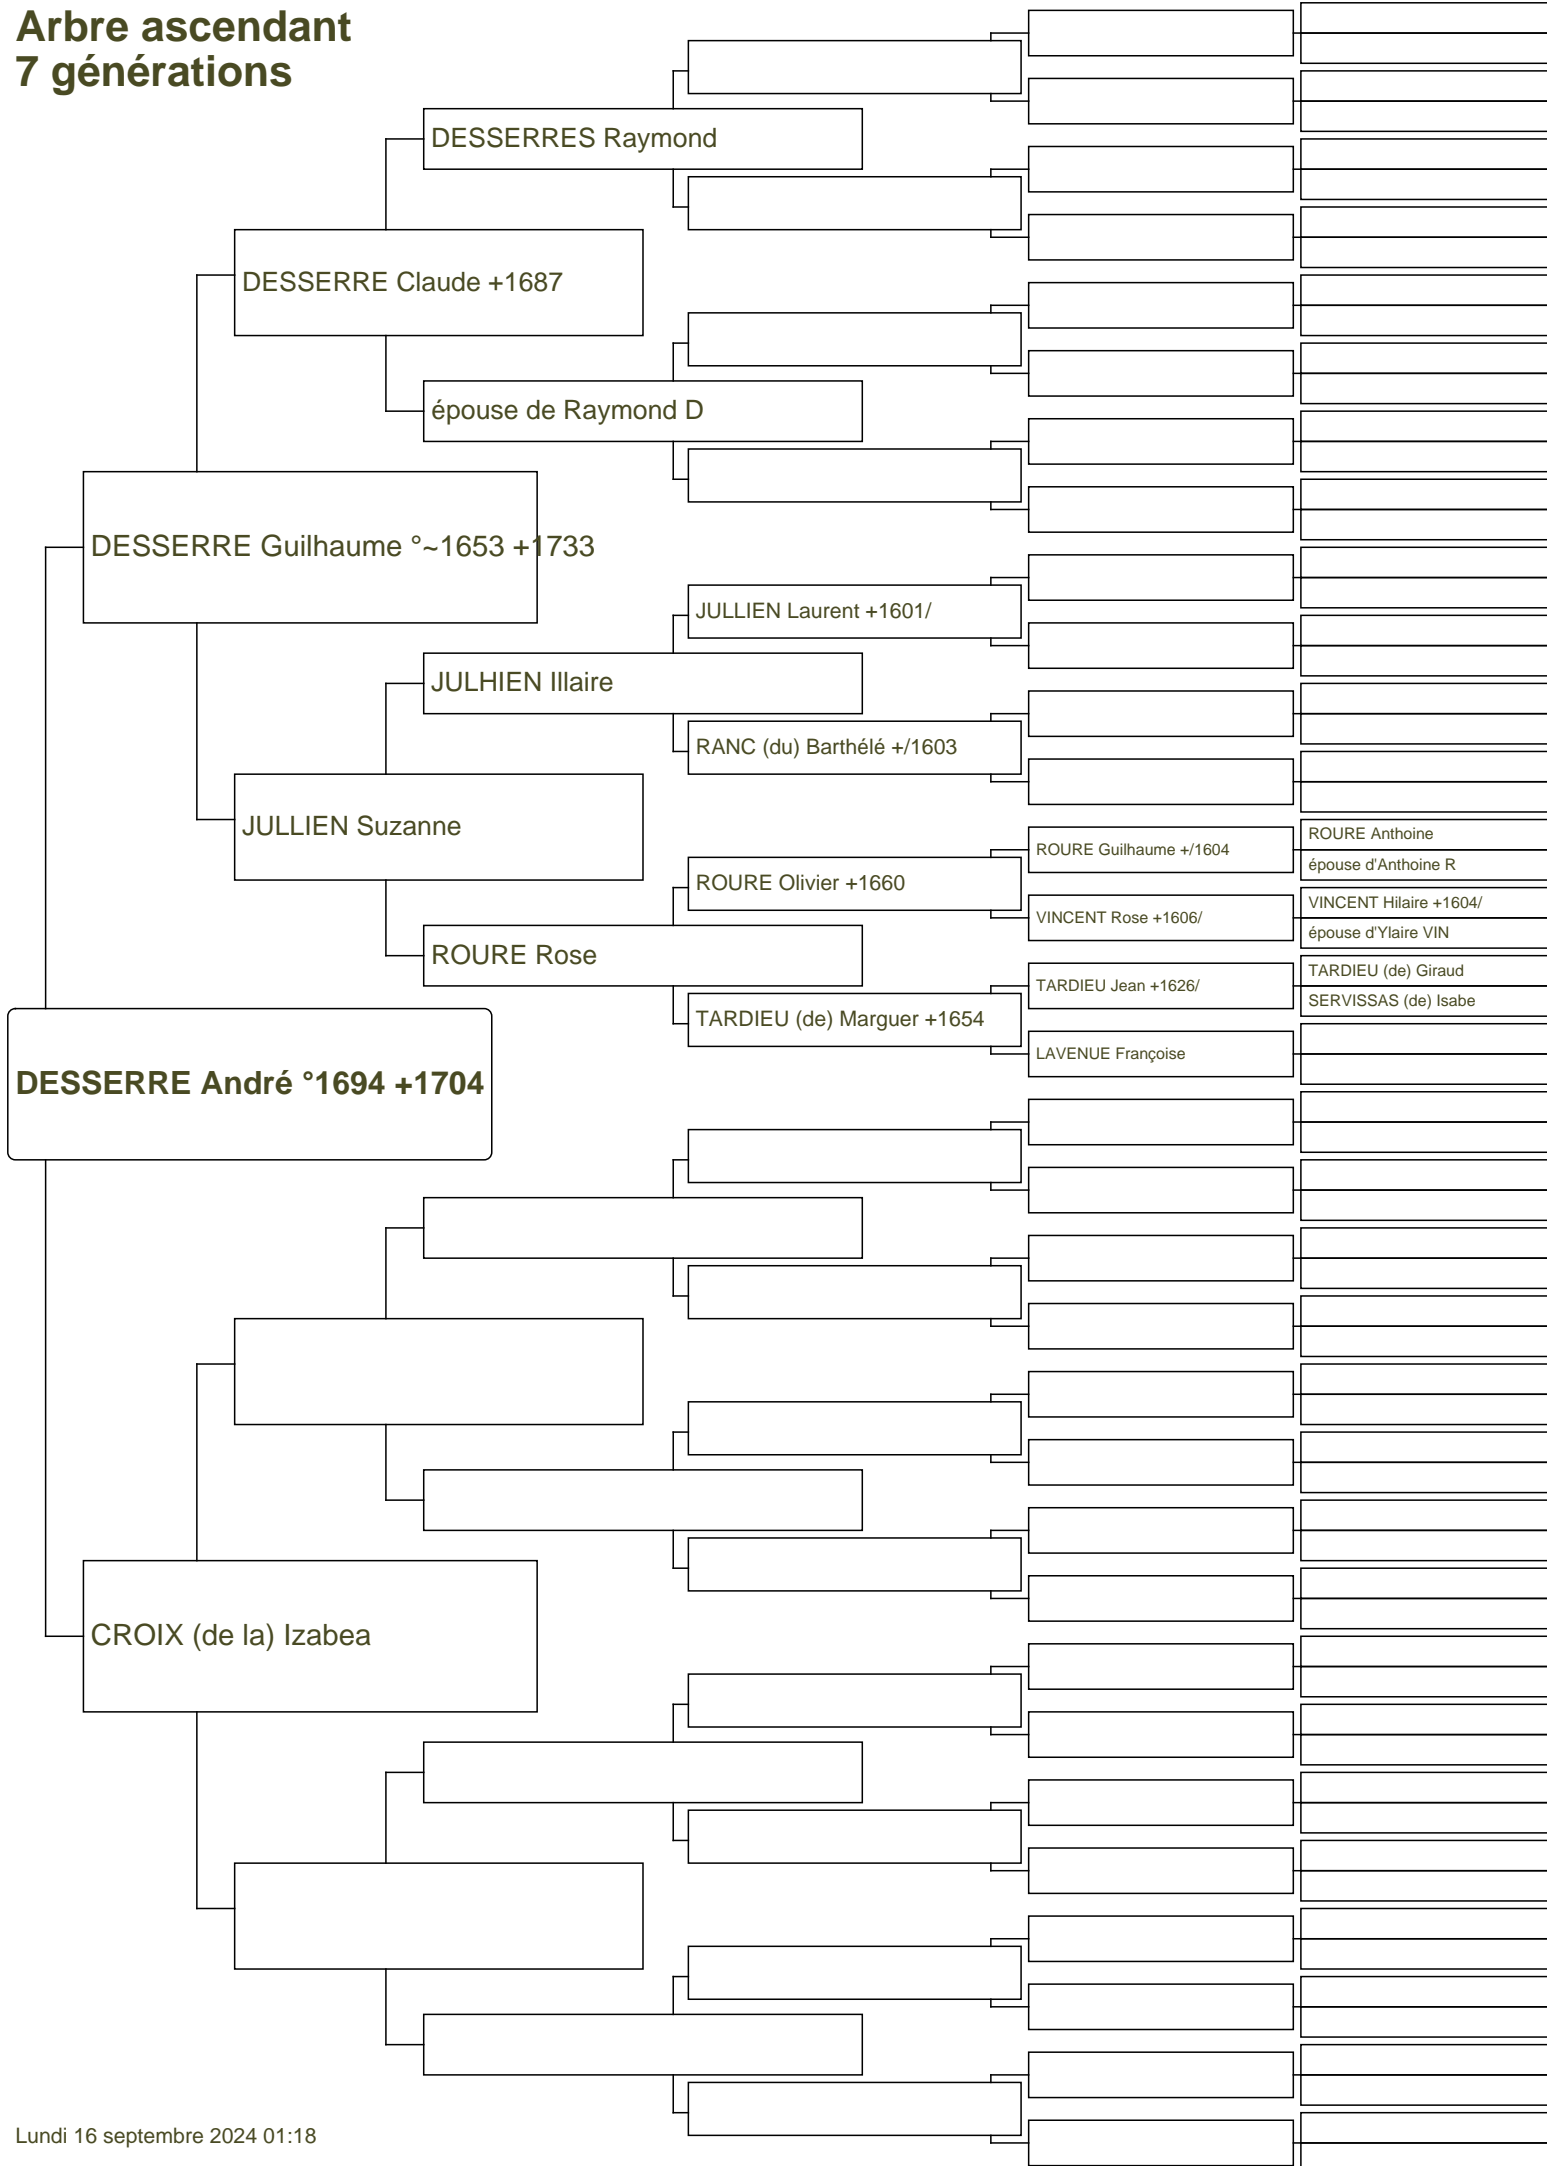 Arbre ascendant
7 générations
DESSERRES Raymond
DESSERRE Claude +1687
épouse de Raymond D
DESSERRE Guilhaume °~1653 +1733
JULLIEN Laurent +1601/
JULHIEN Illaire
RANC (du) Barthélé +/1603
JULLIEN Suzanne
ROURE Anthoine
ROURE Guilhaume +/1604
épouse d'Anthoine R
ROURE Olivier +1660
VINCENT Hilaire +1604/
VINCENT Rose +1606/
épouse d'Ylaire VIN
ROURE Rose
TARDIEU (de) Giraud
TARDIEU Jean +1626/
SERVISSAS (de) Isabe
TARDIEU (de) Marguer +1654
LAVENUE Françoise
DESSERRE André °1694 +1704
CROIX (de la) Izabea
Lundi 16 septembre 2024 01:18